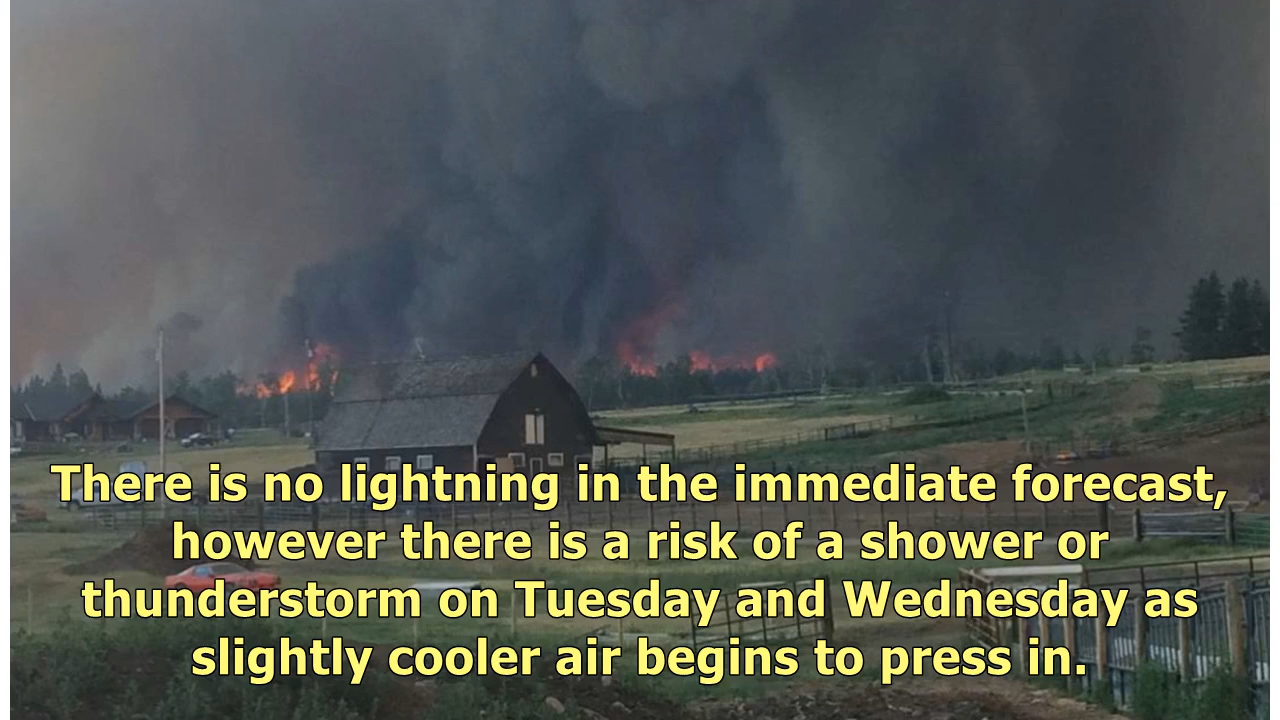 There is no lightning in the immediate forecast,
however there is a risk of a shower or
thunderstorm on Tuesday and Wednesday as
slightly cooler air begins to press in.